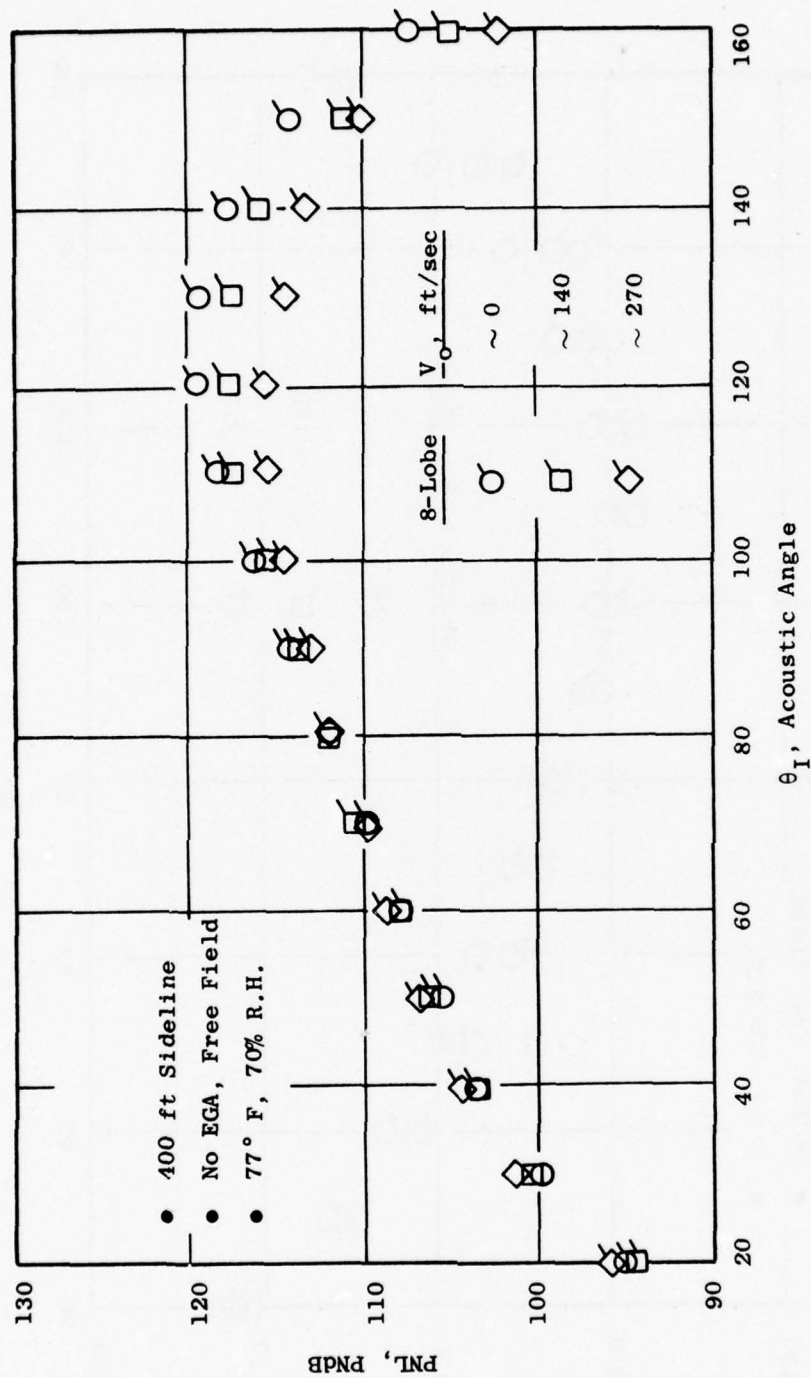 130
120
110
100
90
PNL, PNdB
• 400 ft Sideline
• No EGA, Free Field
• 77° F, 70% R.H.
8-Lobe
V₀, ft/sec
~ 0
~ 140
~ 270
20
40
60
80
100
120
140
160
θI, Acoustic Angle